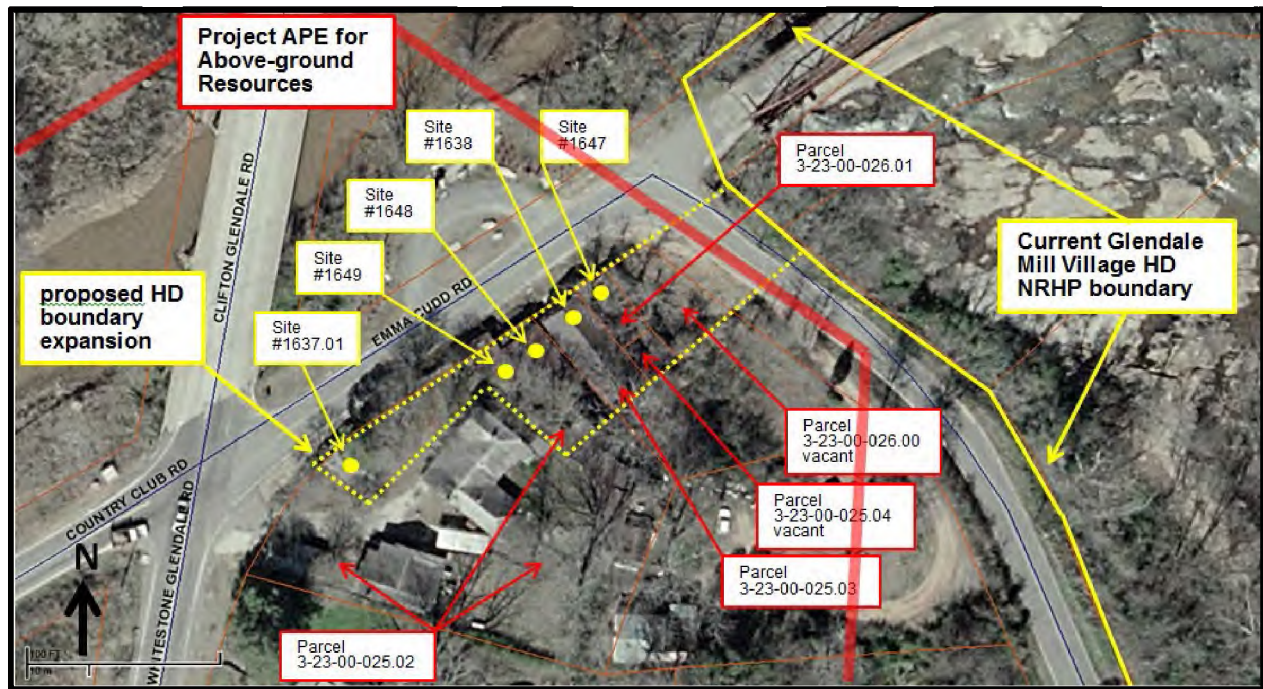 Project APE for
Above-ground
Resources
Site
#1638
Site
#1647
Parcel
3-23-00-026.01
Site
#1648
Site
#1649
Current Glendale
Mill Village HD
NRHP boundary
proposed HD
boundary
expansion
Site
#1637.01
CLIFTON GLENDALE RD
EMMA CUDD RD
COUNTRY CLUB RD
WHITESTONE GLENDALE RD
Parcel
3-23-00-026.00
vacant
Parcel
3-23-00-025.04
vacant
Parcel
3-23-00-025.03
Parcel
3-23-00-025.02
N
100 FT
10 m